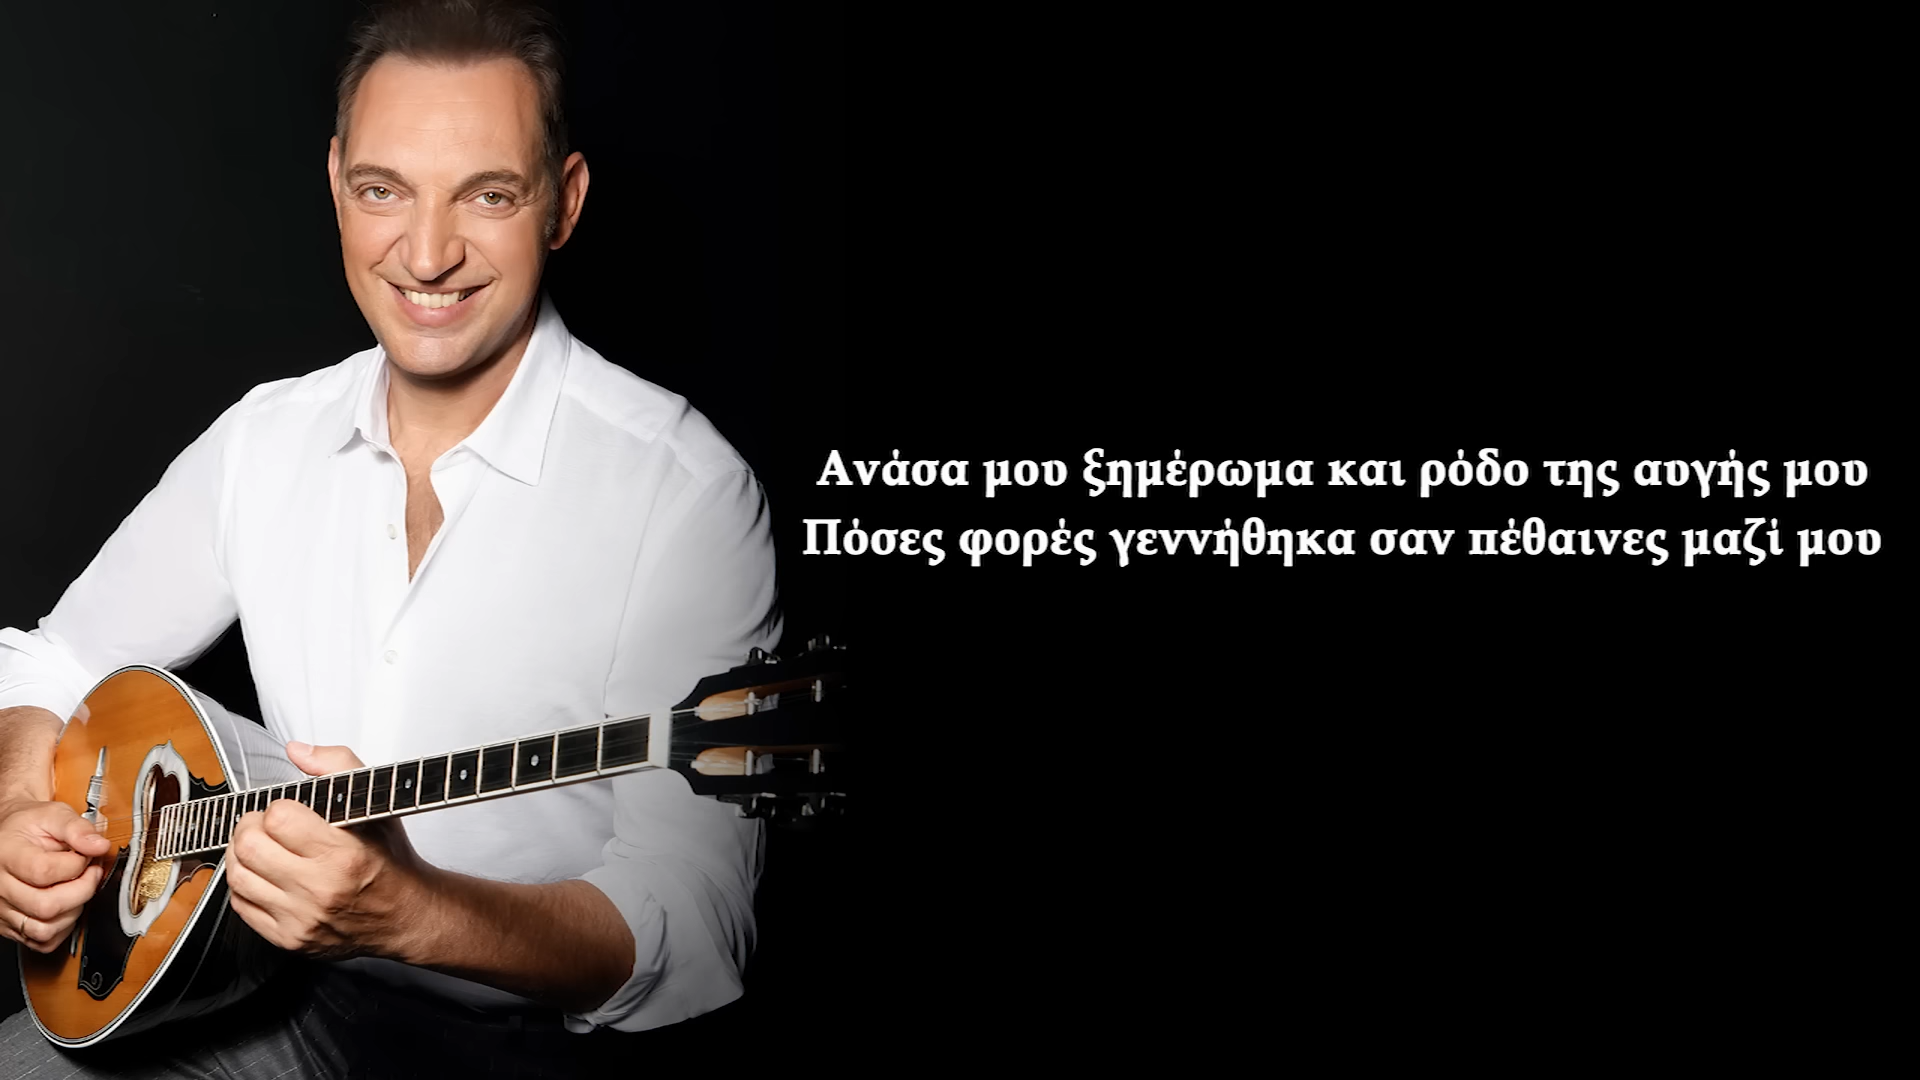 Ανάσα μου ξημέρωμα και ρόδο της αυγής μου
Πόσες φορές γεννήθηκα σαν πέθαινες μαζί μου